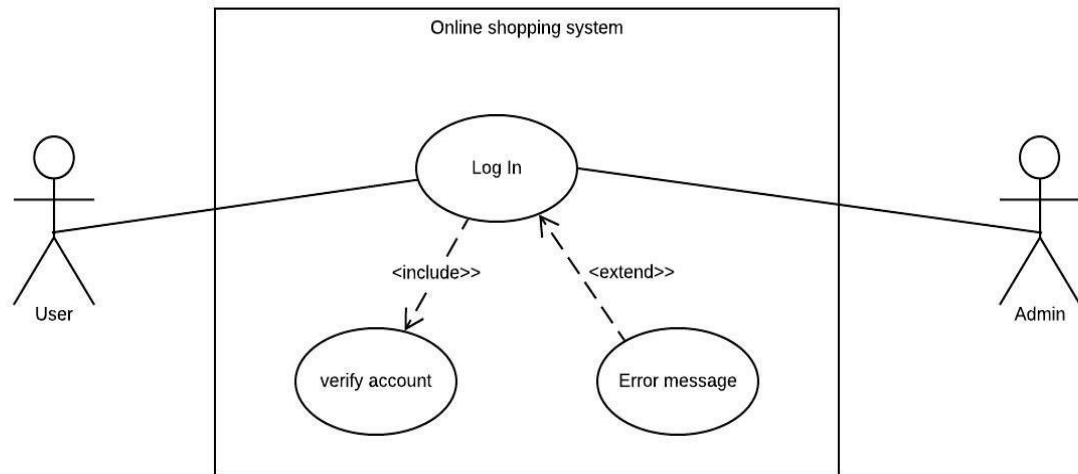 Online shopping system
Log In
<include>>
<extend>>
User
Admin
verify account
Error message